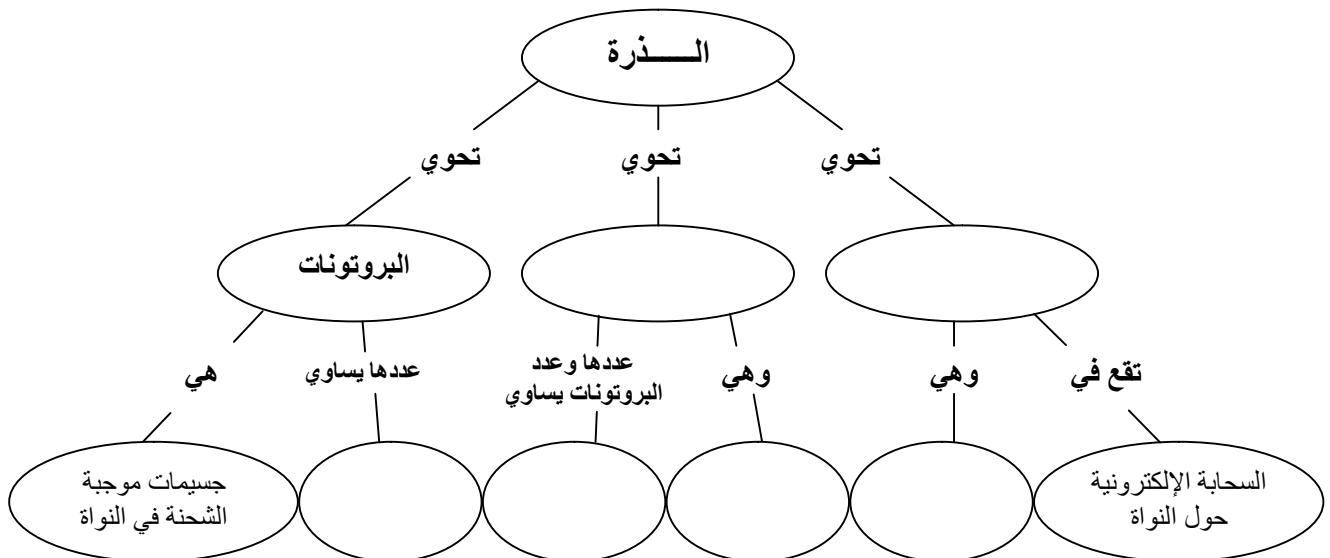 الـــــذرة
تحوي
تحوي
تحوي
البروتونات
تقع في
وهي
وهي
عددها وعدد
البروتونات يساوي
عددها يساوي
هي
السحابة الإلكترونية
حول النواة
جسيمات موجبة
الشحنة في النواة